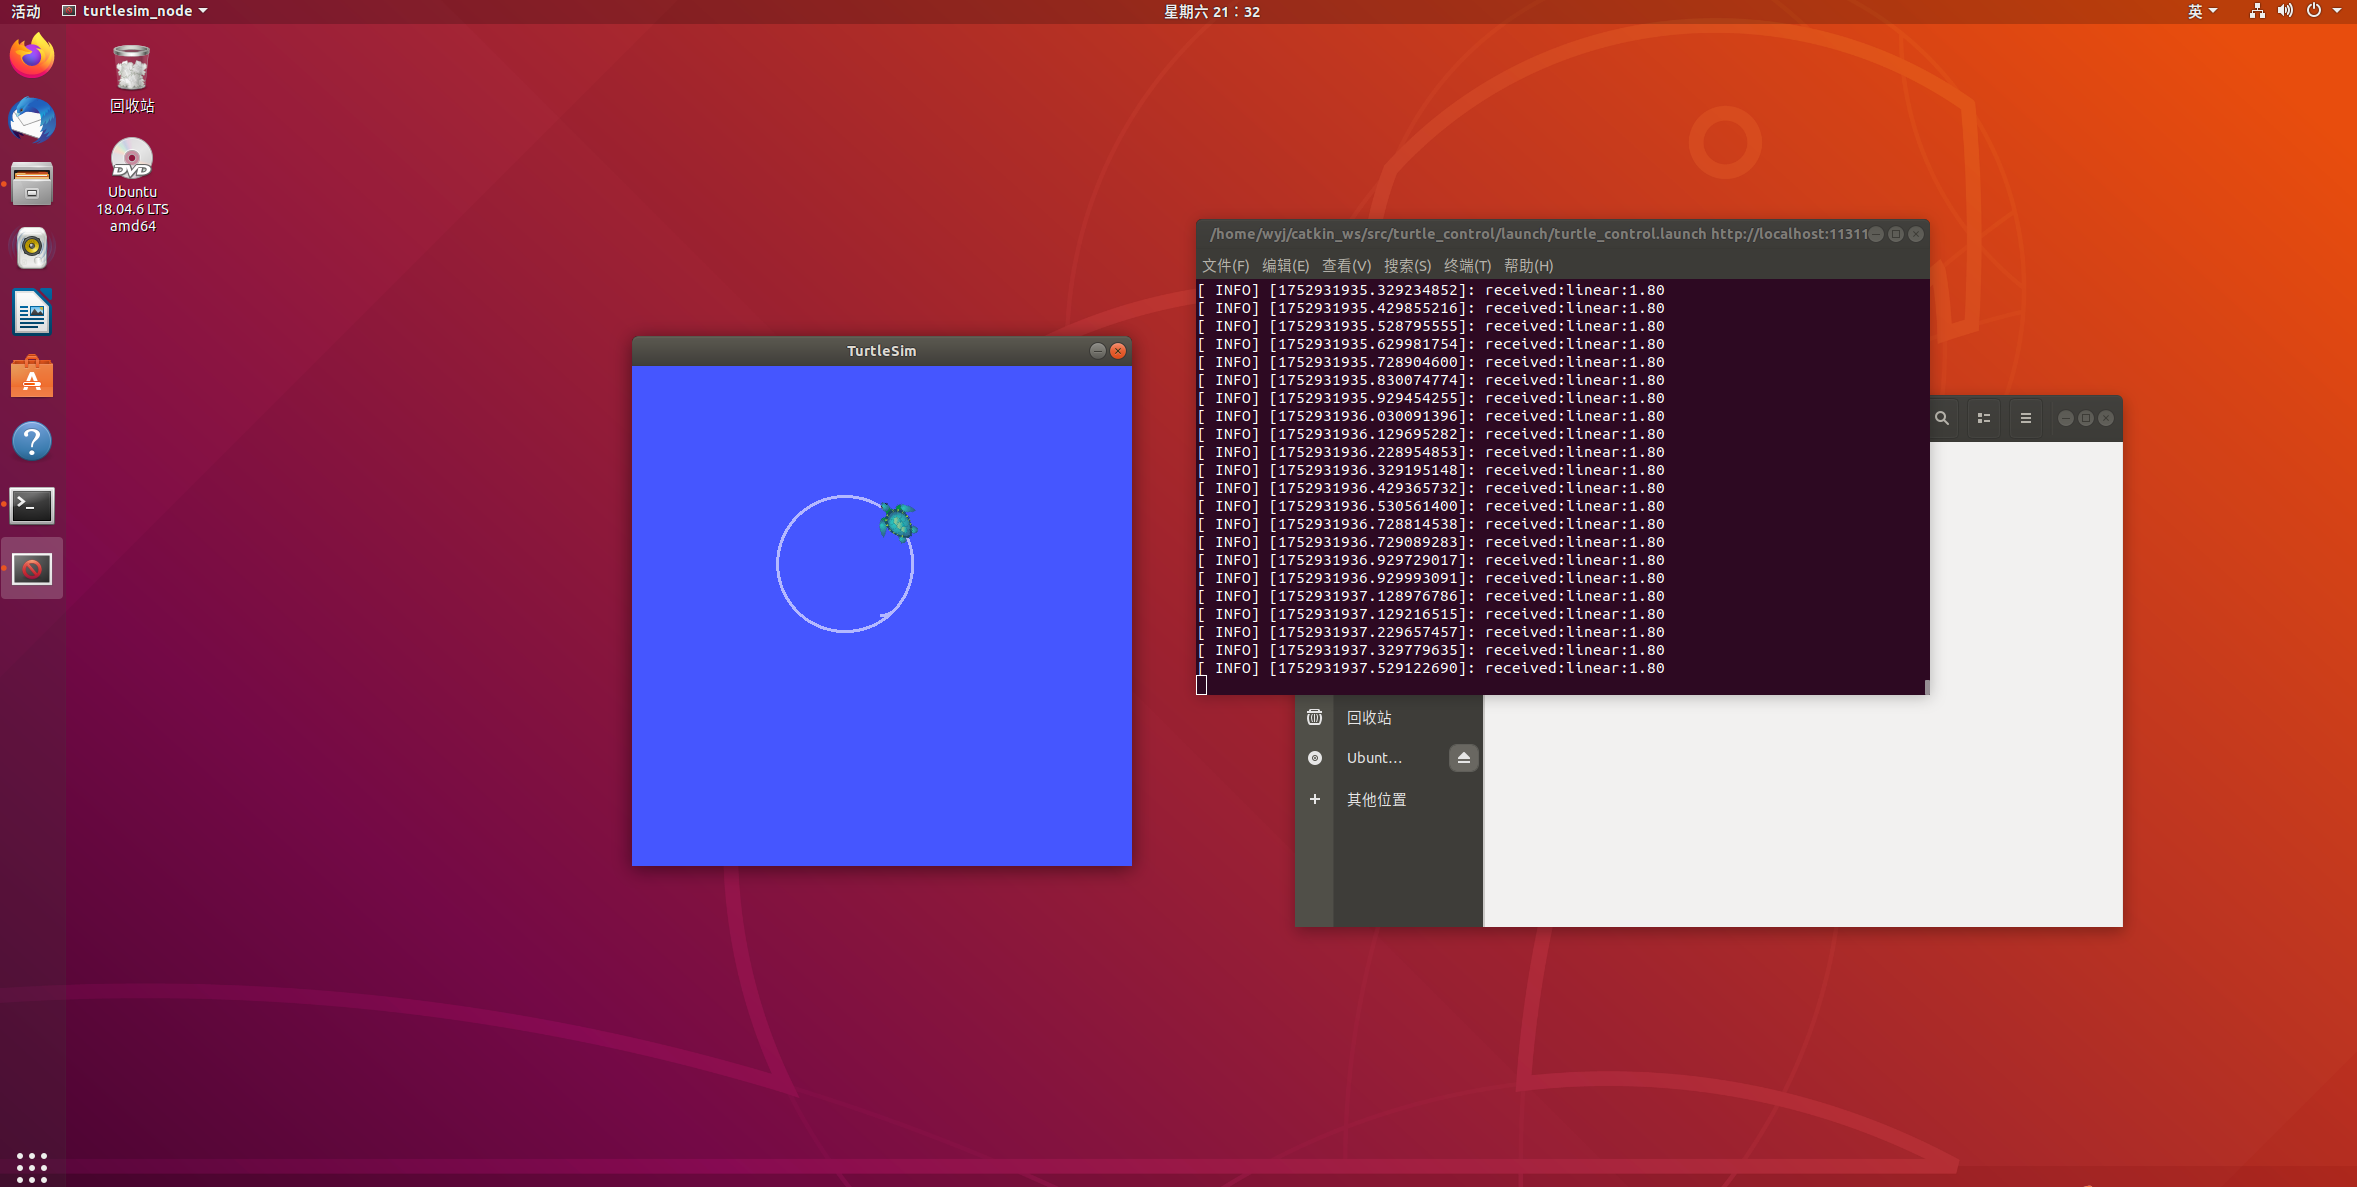 活动 turtlesim_node 星期六 21：32 英
回收站
DVD
Ubuntu
18.04.6 LTS
amd64
TurtleSim
/home/wyj/catkin_ws/src/turtle_control/launch/turtle_control.launch http://localhost:11311
文件(F) 编辑(E) 查看(V) 搜索(S) 终端(T) 帮助(H)
[ INFO] [1752931935.329234852]: received:linear:1.80
[ INFO] [1752931935.429855216]: received:linear:1.80
[ INFO] [1752931935.528795555]: received:linear:1.80
[ INFO] [1752931935.629981754]: received:linear:1.80
[ INFO] [1752931935.728904600]: received:linear:1.80
[ INFO] [1752931935.830074774]: received:linear:1.80
[ INFO] [1752931935.929454255]: received:linear:1.80
[ INFO] [1752931936.030091396]: received:linear:1.80
[ INFO] [1752931936.129695282]: received:linear:1.80
[ INFO] [1752931936.228954853]: received:linear:1.80
[ INFO] [1752931936.329195148]: received:linear:1.80
[ INFO] [1752931936.429365732]: received:linear:1.80
[ INFO] [1752931936.530561400]: received:linear:1.80
[ INFO] [1752931936.728814538]: received:linear:1.80
[ INFO] [1752931936.729089283]: received:linear:1.80
[ INFO] [1752931936.929729017]: received:linear:1.80
[ INFO] [1752931936.929993091]: received:linear:1.80
[ INFO] [1752931937.128976786]: received:linear:1.80
[ INFO] [1752931937.129216515]: received:linear:1.80
[ INFO] [1752931937.229657457]: received:linear:1.80
[ INFO] [1752931937.329779635]: received:linear:1.80
[ INFO] [1752931937.529122690]: received:linear:1.80
回收站
Ubunt…
其他位置